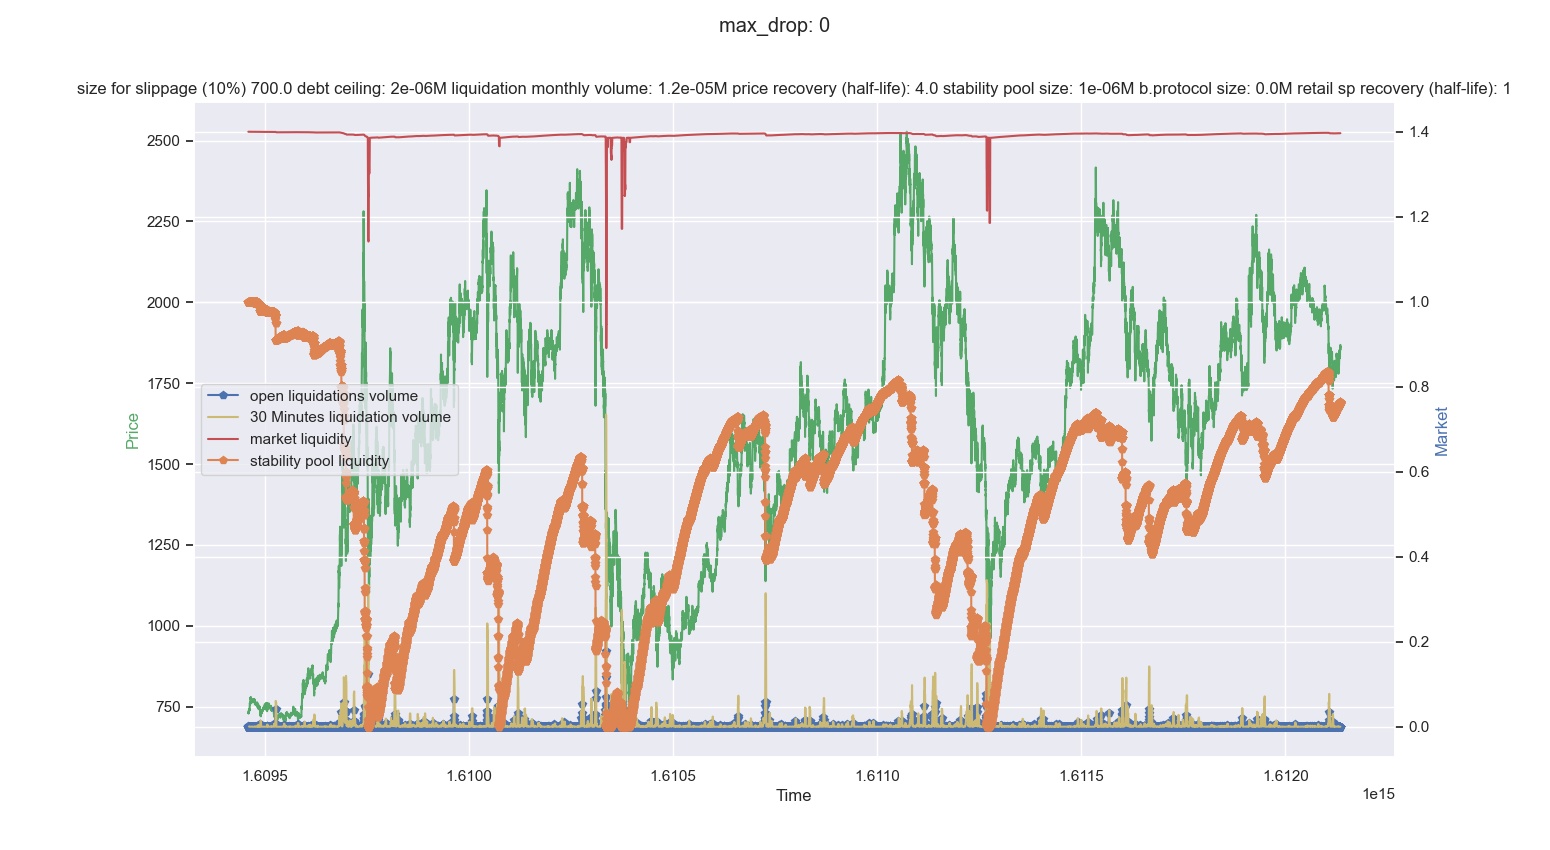 max_drop: 0
size for slippage (10%) 700.0 debt ceiling: 2e-06M liquidation monthly volume: 1.2e-05M price recovery (half-life): 4.0 stability pool size: 1e-06M b.protocol size: 0.0M retail sp recovery (half-life): 1
2500
2250
2000
1750
1500
1250
1000
750
Price
open liquidations volume
30 Minutes liquidation volume
market liquidity
stability pool liquidity
1.4
1.2
1.0
0.8
0.6
0.4
0.2
0.0
Market
1.6095 1.6100 1.6105 1.6110 1.6115 1.6120
Time
1e15